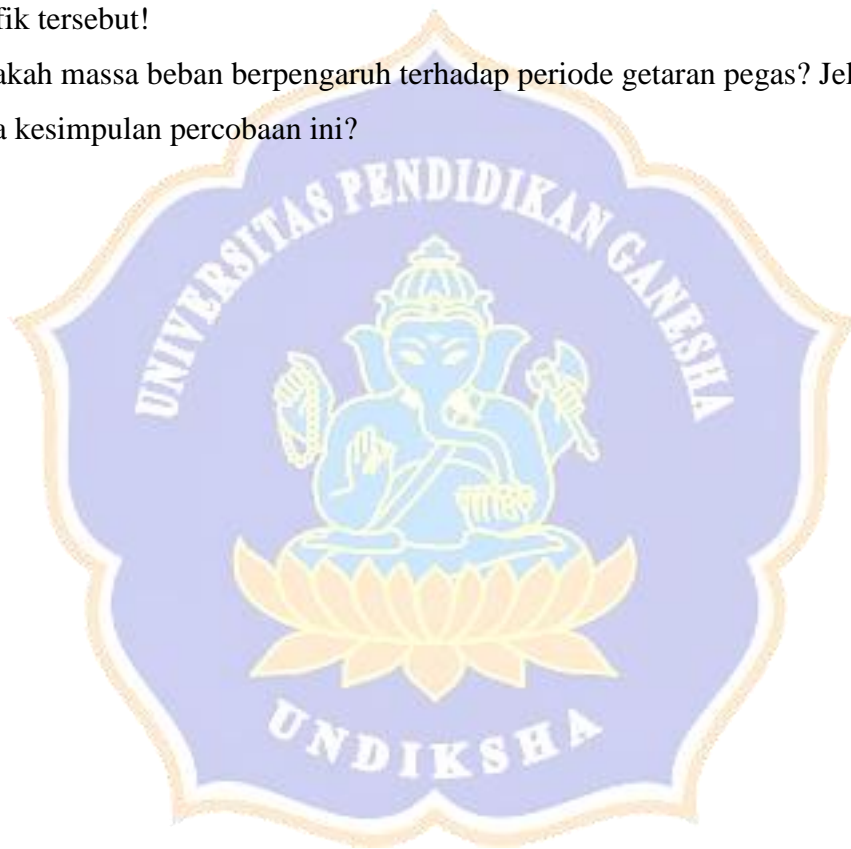 fik tersebut!
akah massa beban berpengaruh terhadap periode getaran pegas? Jel
a kesimpulan percobaan ini?
UNIVERSITAS PENDIDIKAN GANESHA
UNDIKSHA